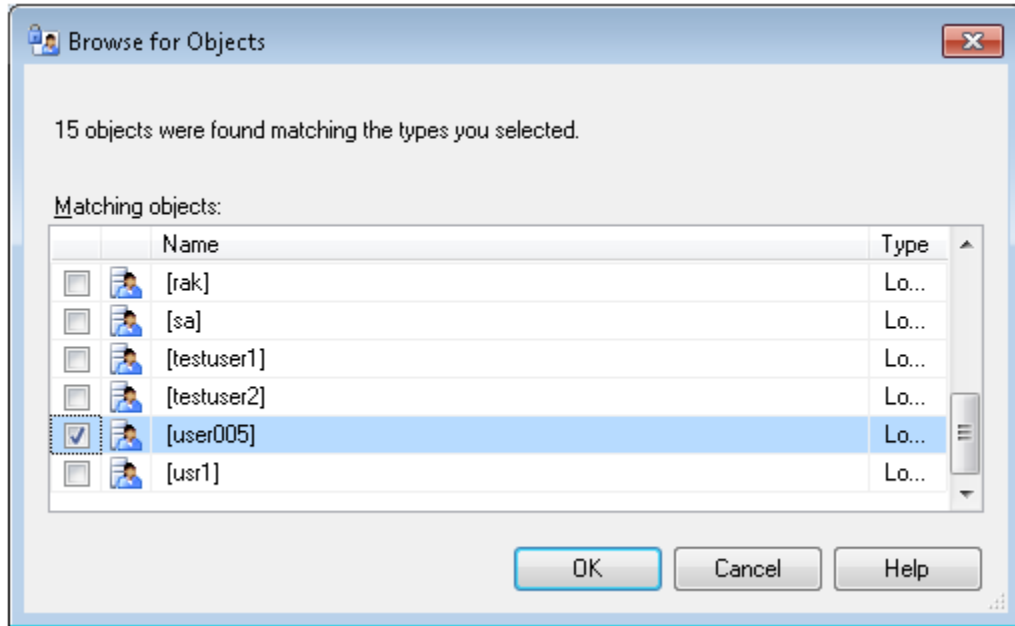 Browse for Objects
15 objects were found matching the types you selected.
Matching objects:
Name Type
[rak] Lo...
[sa] Lo...
[testuser1] Lo...
[testuser2] Lo...
[user005] Lo...
[usr1] Lo...
OK Cancel Help